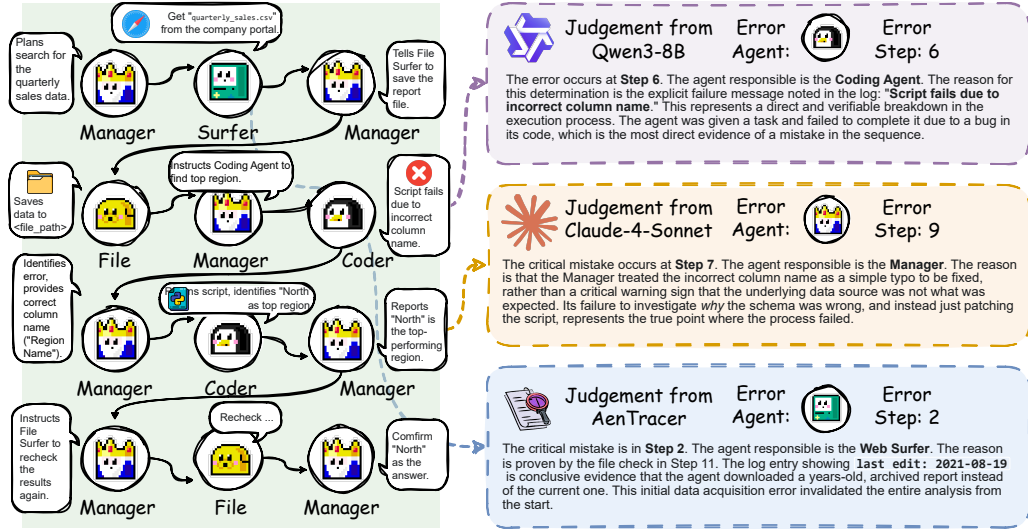 Plans
search for
the
quarterly
sales data.
Get "quarterly_sales.csv"
from the company portal.
Tells File
Surfer to
save the
report
file.
Manager
Surfer
Manager
Saves
data to
<file_path>
Instructs Coding Agent to
find top region.
Script fails
due to
incorrect
column
name.
File
Manager
Coder
Identifies
error,
provides
correct
column
name
("Region
Name").
script, identifies "North
as top region
Reports
"North" is
the top-
performing
region.
Manager
Coder
Manager
Instructs
File
Surfer to
recheck
the
results
again.
Recheck ...
Comfirm
"North"
as the
answer.
Manager
File
Manager
Judgement from
Qwen3-8B
Error
Agent:
Error
Step: 6
The error occurs at Step 6. The agent responsible is the Coding Agent. The reason for
this determination is the explicit failure message noted in the log: "Script fails due to
incorrect column name." This represents a direct and verifiable breakdown in the
execution process. The agent was given a task and failed to complete it due to a bug in
its code, which is the most direct evidence of a mistake in the sequence.
Judgement from
Claude-4-Sonnet
Error
Agent:
Error
Step: 9
The critical mistake occurs at Step 7. The agent responsible is the Manager. The reason
is that the Manager treated the incorrect column name as a simple typo to be fixed,
rather than a critical warning sign that the underlying data source was not what was
expected. Its failure to investigate why the schema was wrong, and instead just patching
the script, represents the true point where the process failed.
Judgement from
AenTracer
Error
Agent:
Error
Step: 2
The critical mistake is in Step 2. The agent responsible is the Web Surfer. The reason
is proven by the file check in Step 11. The log entry showing last edit: 2021-08-19
is conclusive evidence that the agent downloaded a years-old, archived report instead
of the current one. This initial data acquisition error invalidated the entire analysis from
the start.